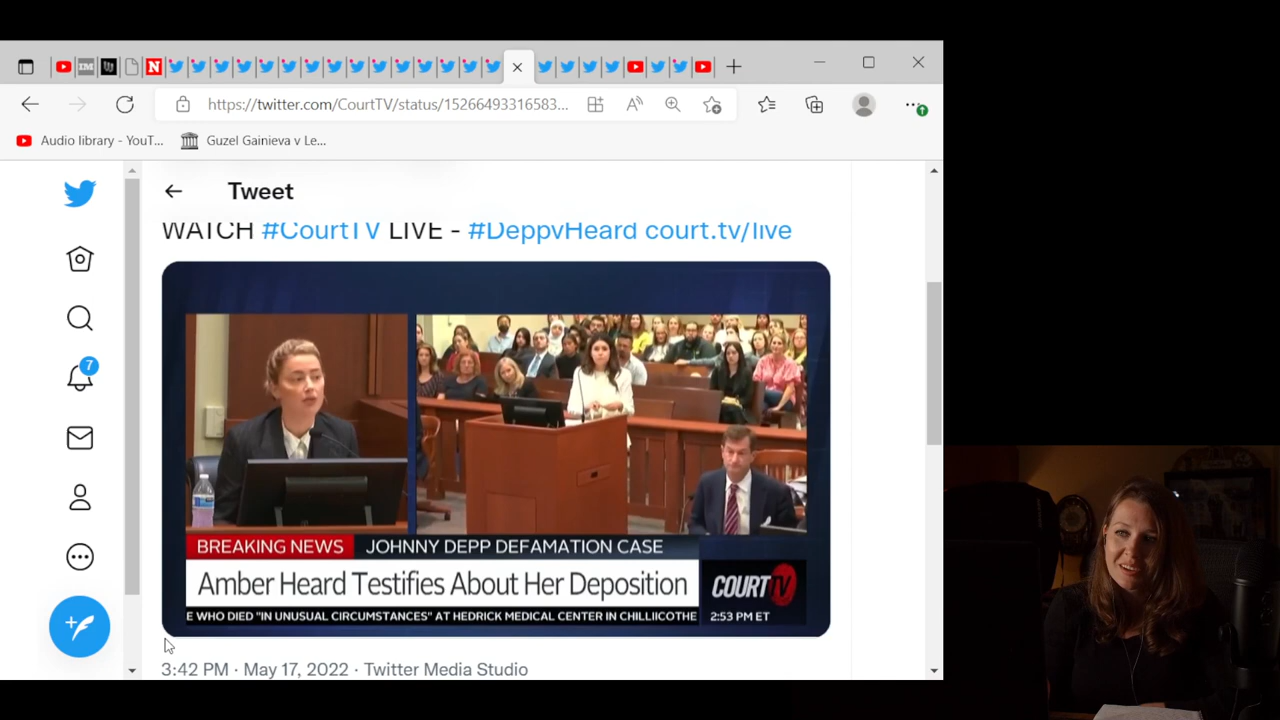 https://twitter.com/CourtTV/status/15266493316583...
Audio library - YouT...
Guzel Gainieva v Le...
Tweet
WATCH #CourtTV LIVE - #DeppvHeard court.tv/live
7
BREAKING NEWS
JOHNNY DEPP DEFAMATION CASE
Amber Heard Testifies About Her Deposition
COURT TV
E WHO DIED "IN UNUSUAL CIRCUMSTANCES" AT HEDRICK MEDICAL CENTER IN CHILLIICOTHE
2:53 PM ET
3:42 PM · May 17, 2022 · Twitter Media Studio